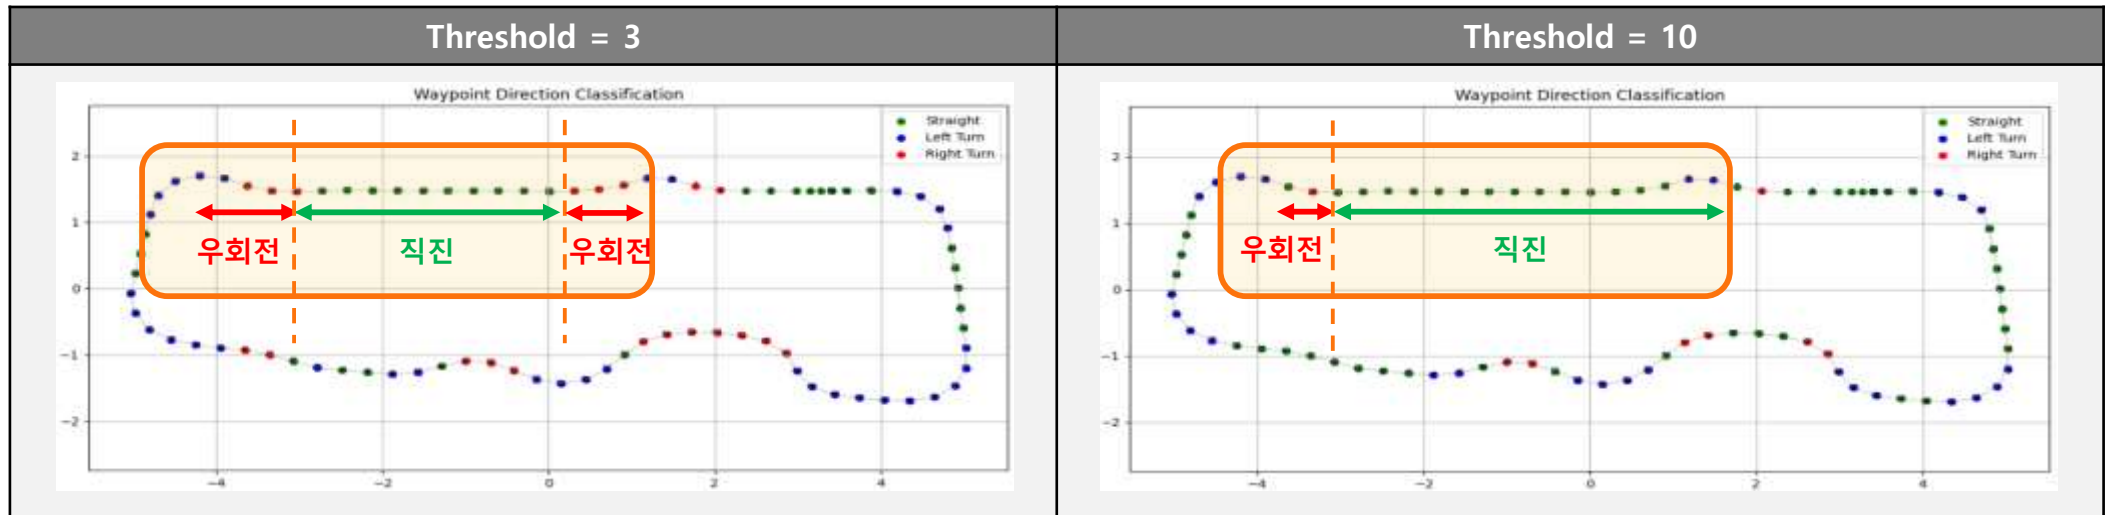 Threshold = 3
Threshold = 10
Waypoint Direction Classification
Straight
Left Turn
Right Turn
2
1
0
−1
−2
−4
−2
0
2
4
우회전
직진
우회전
Waypoint Direction Classification
Straight
Left Turn
Right Turn
2
1
0
−1
−2
−4
−2
0
2
4
우회전
직진